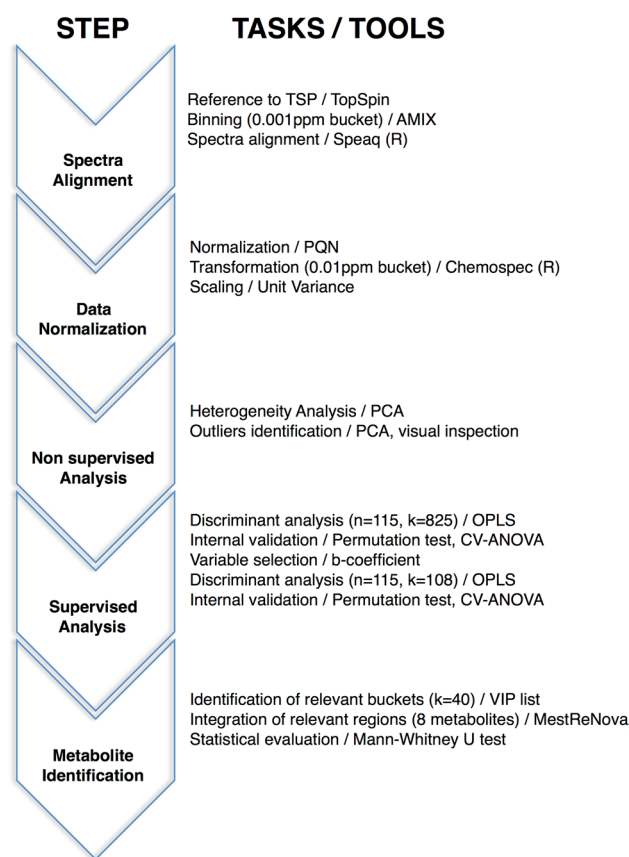 STEP
TASKS / TOOLS
Spectra
Alignment
Reference to TSP / TopSpin
Binning (0.001ppm bucket) / AMIX
Spectra alignment / Speaq (R)
Data
Normalization
Normalization / PQN
Transformation (0.01ppm bucket) / Chemospec (R)
Scaling / Unit Variance
Non supervised
Analysis
Heterogeneity Analysis / PCA
Outliers identification / PCA, visual inspection
Supervised
Analysis
Discriminant analysis (n=115, k=825) / OPLS
Internal validation / Permutation test, CV-ANOVA
Variable selection / b-coefficient
Discriminant analysis (n=115, k=108) / OPLS
Internal validation / Permutation test, CV-ANOVA
Metabolite
Identification
Identification of relevant buckets (k=40) / VIP list
Integration of relevant regions (8 metabolites) / MestReNova
Statistical evaluation / Mann-Whitney U test